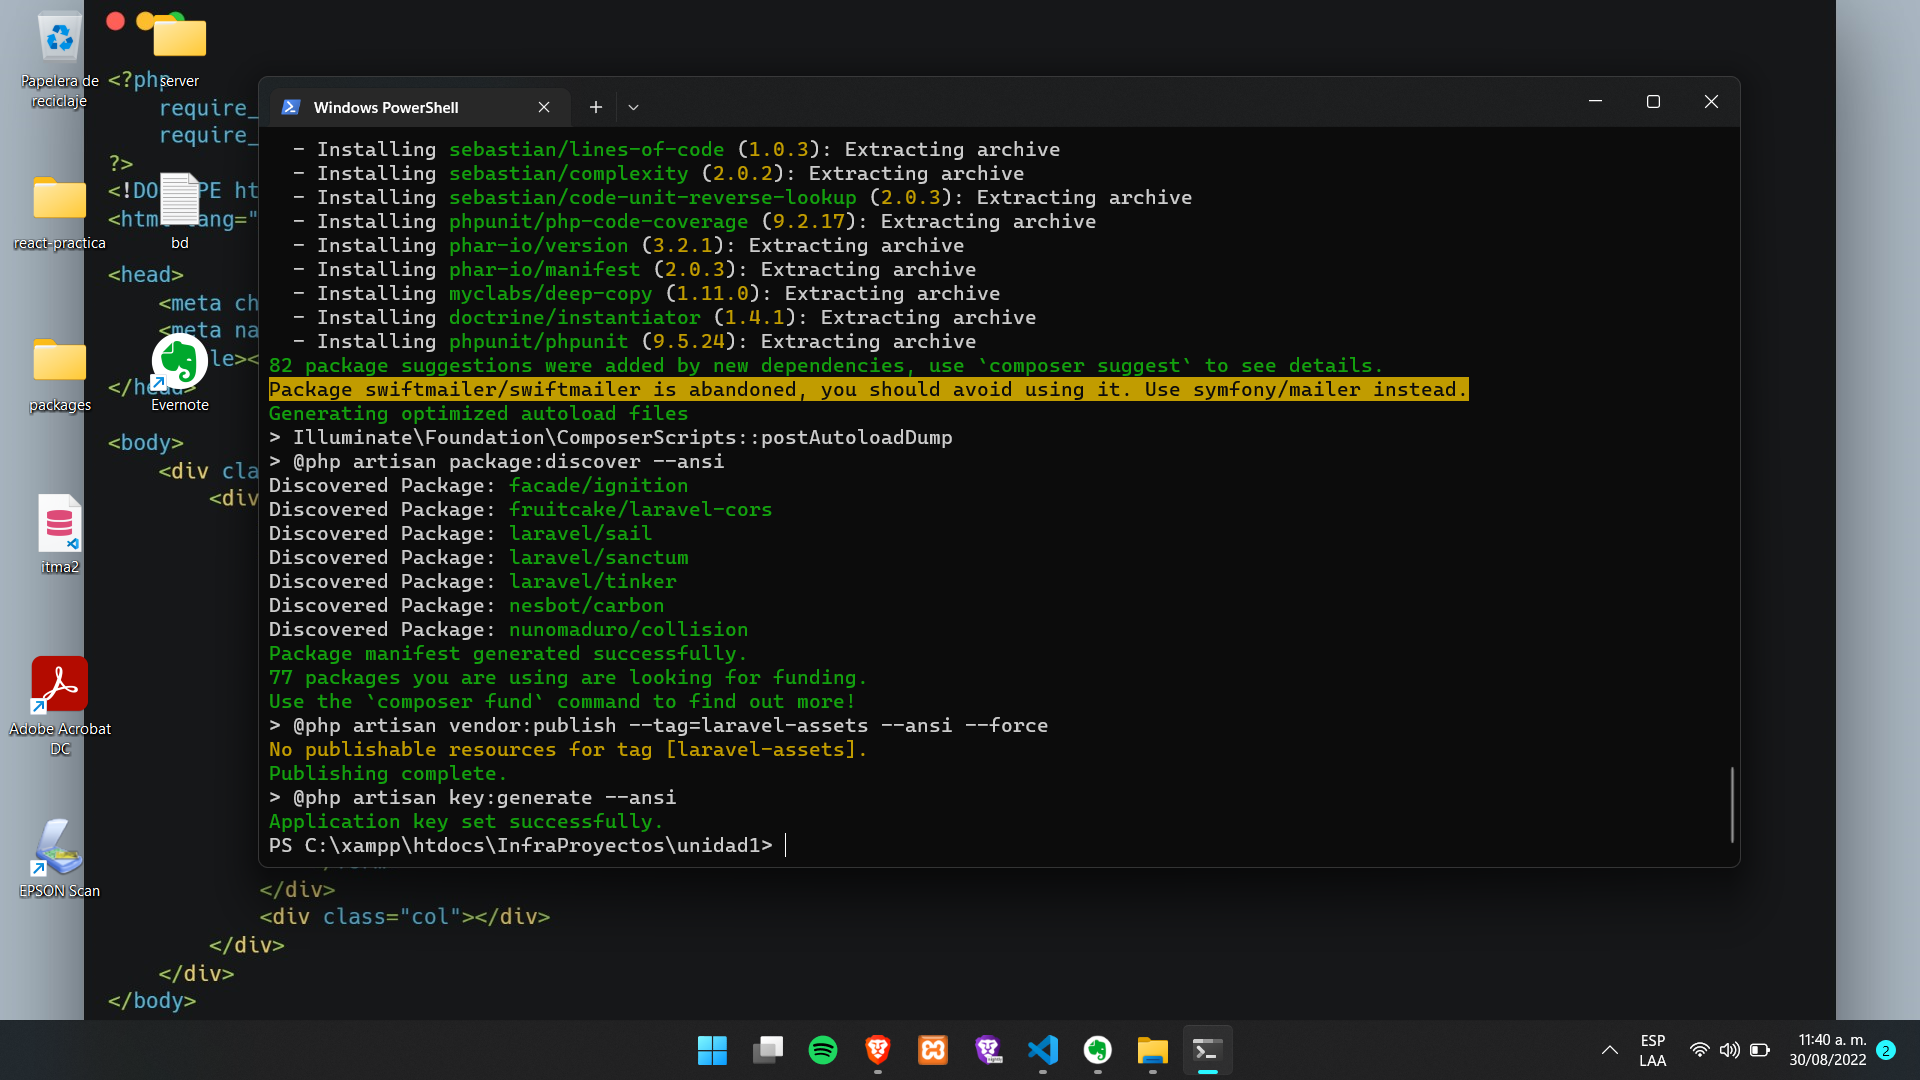 Papelera de
reciclaje
server
react-practica
bd
packages
Evernote
itma2
Adobe Acrobat
DC
EPSON Scan
<?php
require_
require_
?>
<html lang="
<head>
<meta ch
<meta na
</head>
<body>
<div cla
<div
Windows PowerShell
- Installing sebastian/lines-of-code (1.0.3): Extracting archive
- Installing sebastian/complexity (2.0.2): Extracting archive
- Installing sebastian/code-unit-reverse-lookup (2.0.3): Extracting archive
- Installing phpunit/php-code-coverage (9.2.17): Extracting archive
- Installing phar-io/version (3.2.1): Extracting archive
- Installing phar-io/manifest (2.0.3): Extracting archive
- Installing myclabs/deep-copy (1.11.0): Extracting archive
- Installing doctrine/instantiator (1.4.1): Extracting archive
- Installing phpunit/phpunit (9.5.24): Extracting archive
82 package suggestions were added by new dependencies, use `composer suggest` to see details.
Package swiftmailer/swiftmailer is abandoned, you should avoid using it. Use symfony/mailer instead.
Generating optimized autoload files
> Illuminate\Foundation\ComposerScripts::postAutoloadDump
> @php artisan package:discover --ansi
Discovered Package: facade/ignition
Discovered Package: fruitcake/laravel-cors
Discovered Package: laravel/sail
Discovered Package: laravel/sanctum
Discovered Package: laravel/tinker
Discovered Package: nesbot/carbon
Discovered Package: nunomaduro/collision
Package manifest generated successfully.
77 packages you are using are looking for funding.
Use the `composer fund` command to find out more!
> @php artisan vendor:publish --tag=laravel-assets --ansi --force
No publishable resources for tag [laravel-assets].
Publishing complete.
> @php artisan key:generate --ansi
Application key set successfully.
PS C:\xampp\htdocs\InfraProyectos\unidad1>
</div>
<div class="col"></div>
</div>
</div>
</body>
ESP
LAA
11:40 a. m.
30/08/2022
2